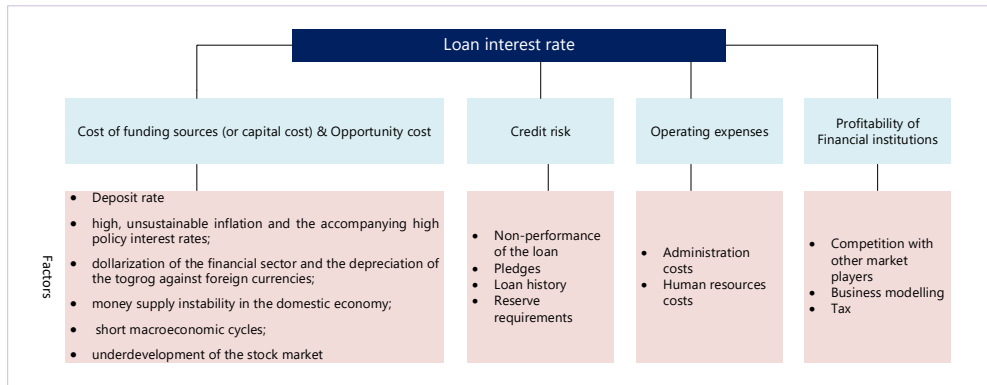 Loan interest rate
Cost of funding sources (or capital cost) & Opportunity cost
Credit risk
Operating expenses
Profitability of
Financial institutions
Factors
• Deposit rate
• high, unsustainable inflation and the accompanying high
policy interest rates;
• dollarization of the financial sector and the depreciation of
the togrog against foreign currencies;
• money supply instability in the domestic economy;
• short macroeconomic cycles;
• underdevelopment of the stock market
• Non-performance
of the loan
• Pledges
• Loan history
• Reserve
requirements
• Administration
costs
• Human resources
costs
• Competition with
other market
players
• Business modelling
• Tax